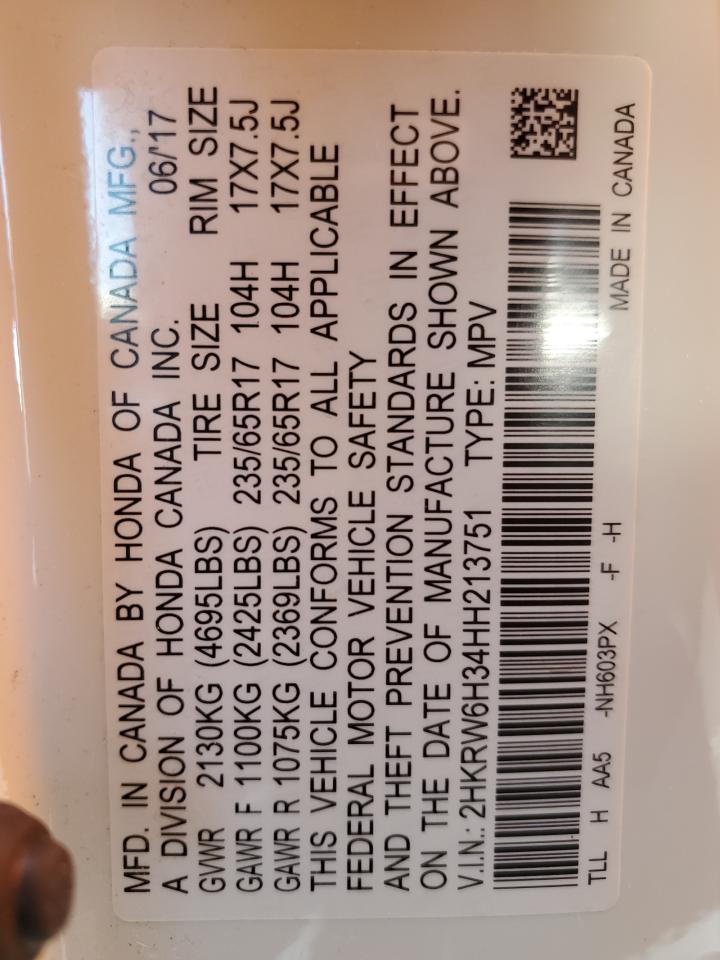 MFD. IN CANADA BY HONDA OF CANADA MFG.,
A DIVISION OF HONDA CANADA INC. 06/'17
GVWR 2130KG (4695LBS) TIRE SIZE RIM SIZE
GAWR F 1100KG (2425LBS) 235/65R17 104H 17X7.5J
GAWR R 1075KG (2369LBS) 235/65R17 104H 17X7.5J
THIS VEHICLE CONFORMS TO ALL APPLICABLE
FEDERAL MOTOR VEHICLE SAFETY
AND THEFT PREVENTION STANDARDS IN EFFECT
ON THE DATE OF MANUFACTURE SHOWN ABOVE.
V.I.N.: 2HKRW6H34HH213751 TYPE: MPV
TLL H AA5 -NH603PX -F -H
MADE IN CANADA